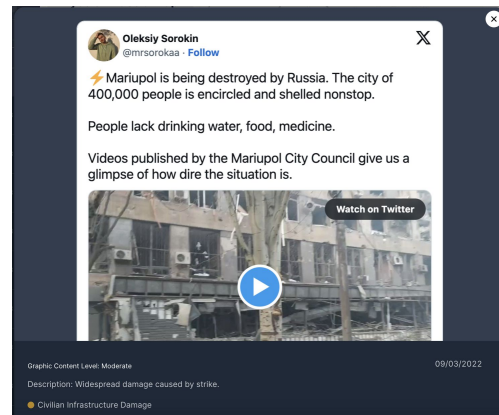 Oleksiy Sorokin
@mrsorokaa · Follow
⚡Mariupol is being destroyed by Russia. The city of
400,000 people is encircled and shelled nonstop.
People lack drinking water, food, medicine.
Videos published by the Mariupol City Council give us a
glimpse of how dire the situation is.
Watch on Twitter
Graphic Content Level: Moderate
09/03/2022
Description: Widespread damage caused by strike.
Civilian Infrastructure Damage